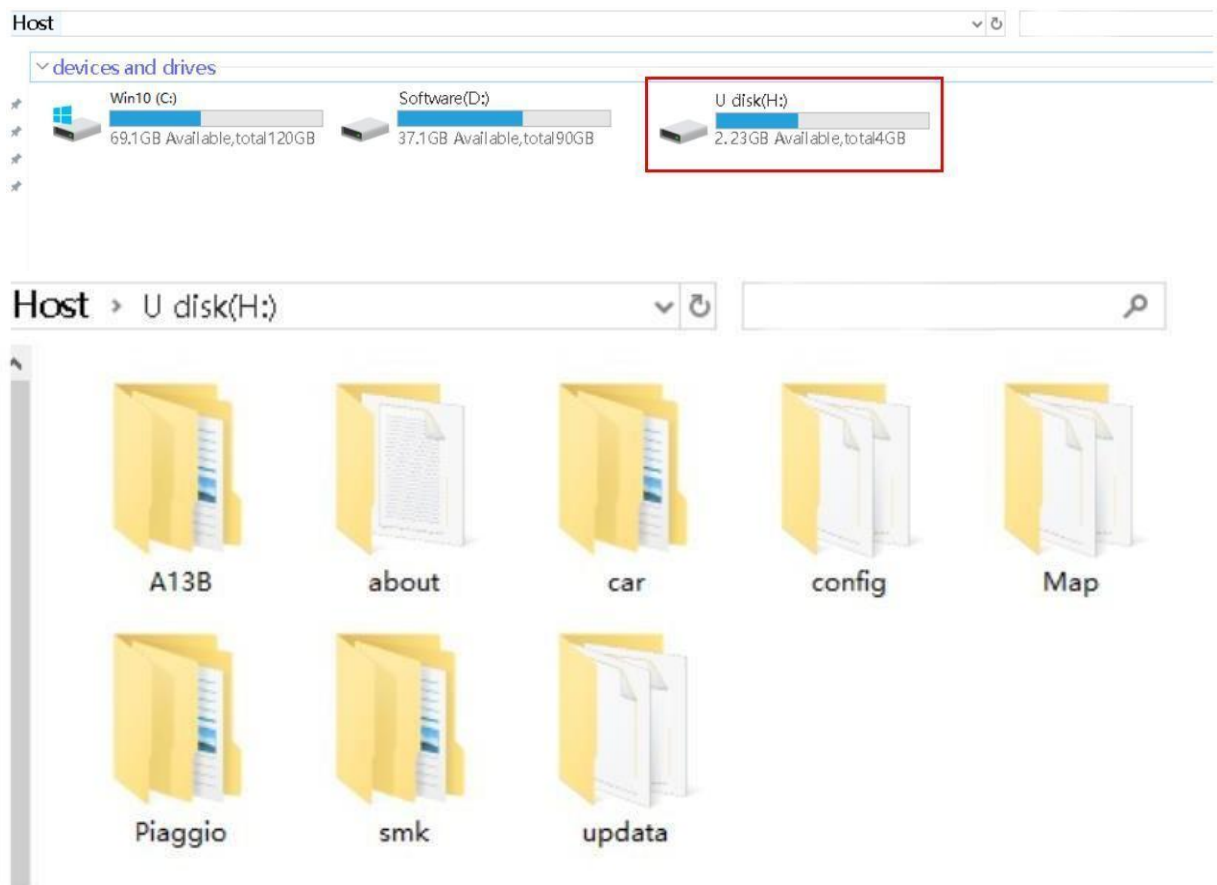 Host
devices and drives
Win10 (C:)
69.1GB Available,total120GB
Software(D:)
37.1GB Available,total90GB
U disk(H:)
2.23GB Available,total4GB
Host > U disk(H:)
A13B about car config Map
Piaggio smk updata